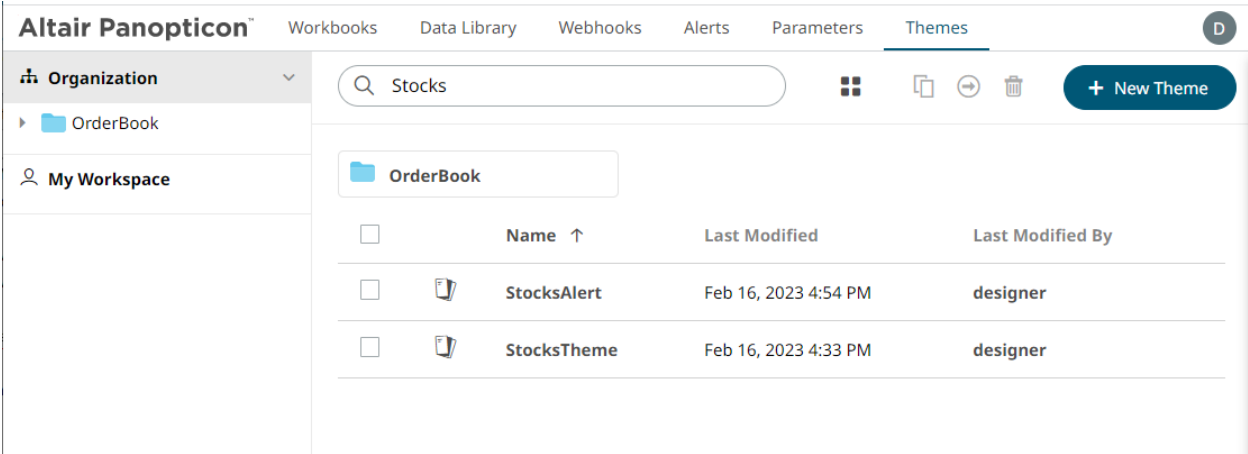 Altair Panopticon™ Workbooks Data Library Webhooks Alerts Parameters Themes D
Organization
Stocks
+ New Theme
OrderBook
My Workspace
OrderBook
Name ↑ Last Modified Last Modified By
StocksAlert Feb 16, 2023 4:54 PM designer
StocksTheme Feb 16, 2023 4:33 PM designer